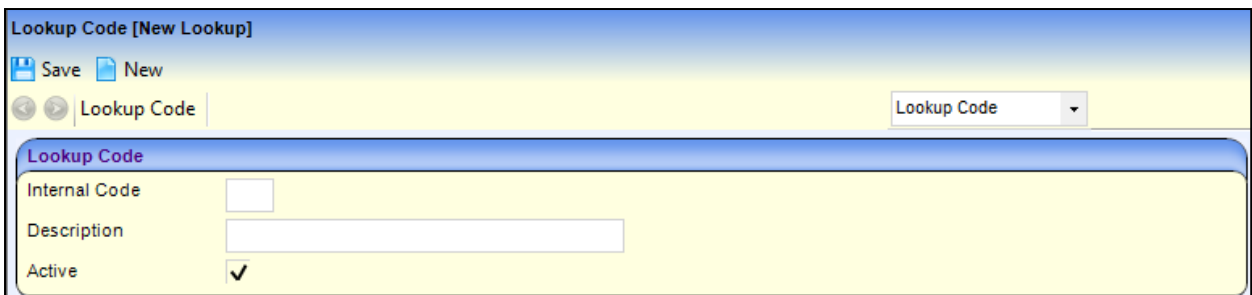 Lookup Code [New Lookup]
Save New
Lookup Code Lookup Code
Lookup Code
Internal Code
Description
Active